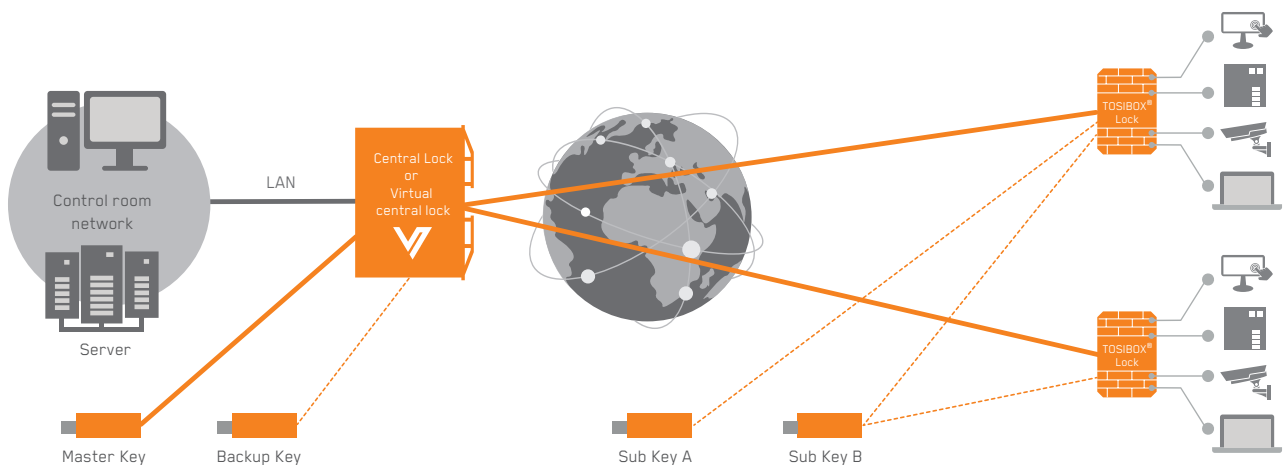 Control room
network
Server
LAN
Central Lock
or
Virtual
central lock
TOSIBOX®
Lock
TOSIBOX®
Lock
Master Key
Backup Key
Sub Key A
Sub Key B